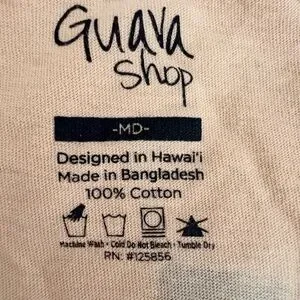 Guava
Shop
-MD-
Designed in Hawai'i
Made in Bangladesh
100% Cotton
Machine Wash • Cold Do Not Bleach • Tumble Dry
RN: #125856